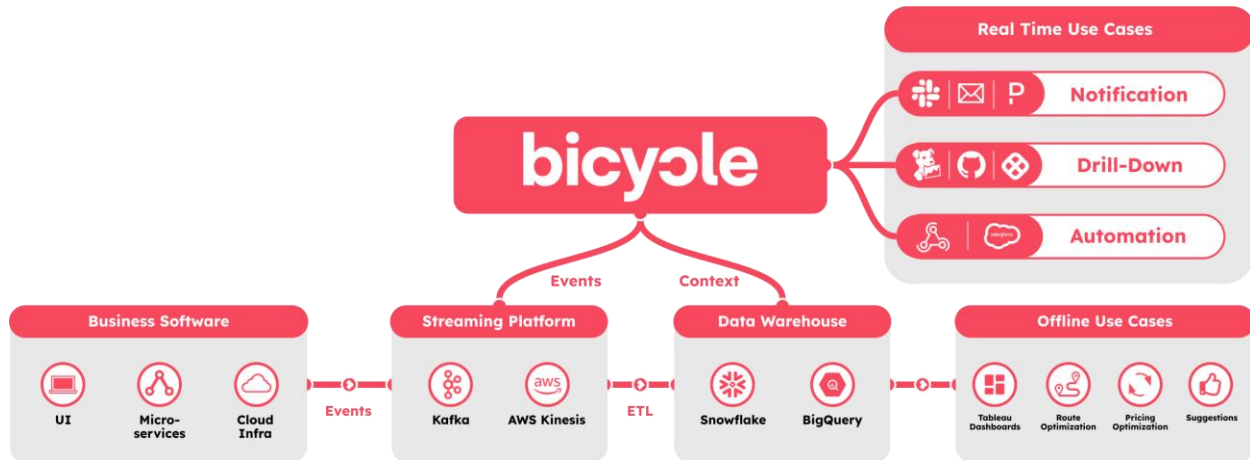 Real Time Use Cases
Notification
Drill-Down
salesforce
Automation
bicycle
Events
Context
Business Software
UI
Micro-
services
Cloud
Infra
Events
Streaming Platform
Kafka
aws
AWS Kinesis
ETL
Data Warehouse
Snowflake
BigQuery
Offline Use Cases
Tableau
Dashboards
Route
Optimization
Pricing
Optimization
Suggestions